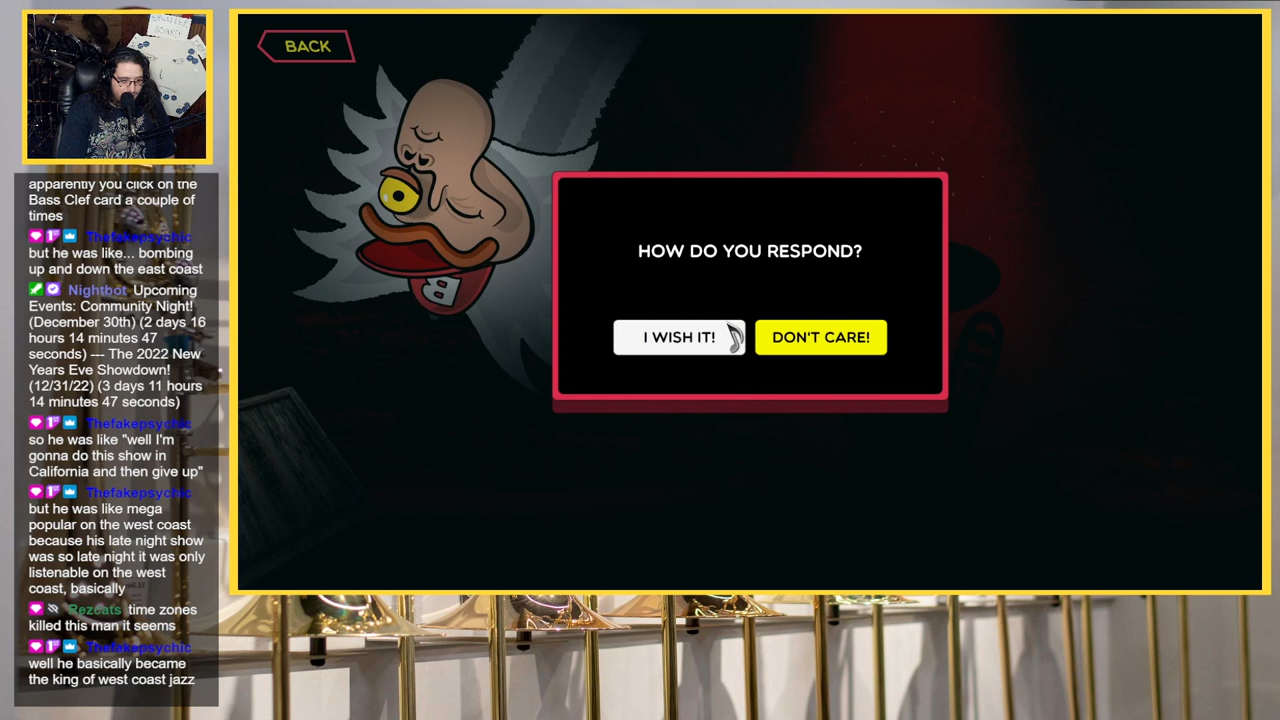 BACK
HOW DO YOU RESPOND?
I WISH IT!
DON'T CARE!
B
apparently you click on the
Bass Clef card a couple of
times
Thefakepsychic
but he was like... bombing
up and down the east coast
Nightbot Upcoming
Events: Community Night!
(December 30th) (2 days 16
hours 14 minutes 47
seconds) --- The 2022 New
Years Eve Showdown!
(12/31/22) (3 days 11 hours
14 minutes 47 seconds)
Thefakepsychic
so he was like "well I'm
gonna do this show in
California and then give up"
Thefakepsychic
but he was like mega
popular on the west coast
because his late night show
was so late night it was only
listenable on the west
coast, basically
Rezcats time zones
killed this man it seems
Thefakepsychic
well he basically became
the king of west coast jazz